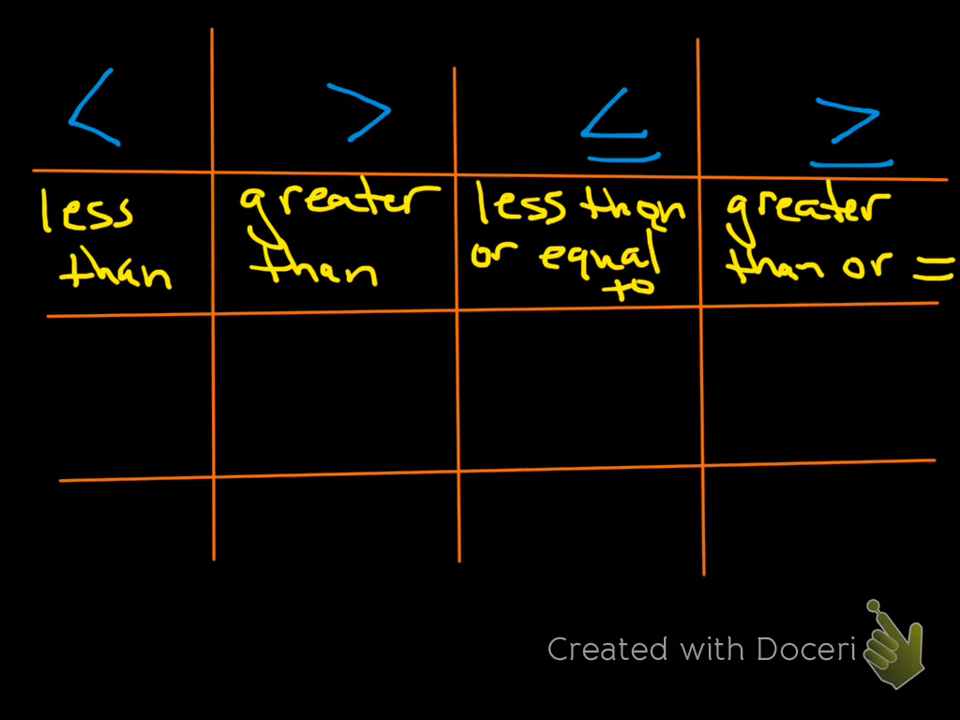 < > ≤ ≥
less than
greater than
less than or equal to
greater than or =
Created with Doceri